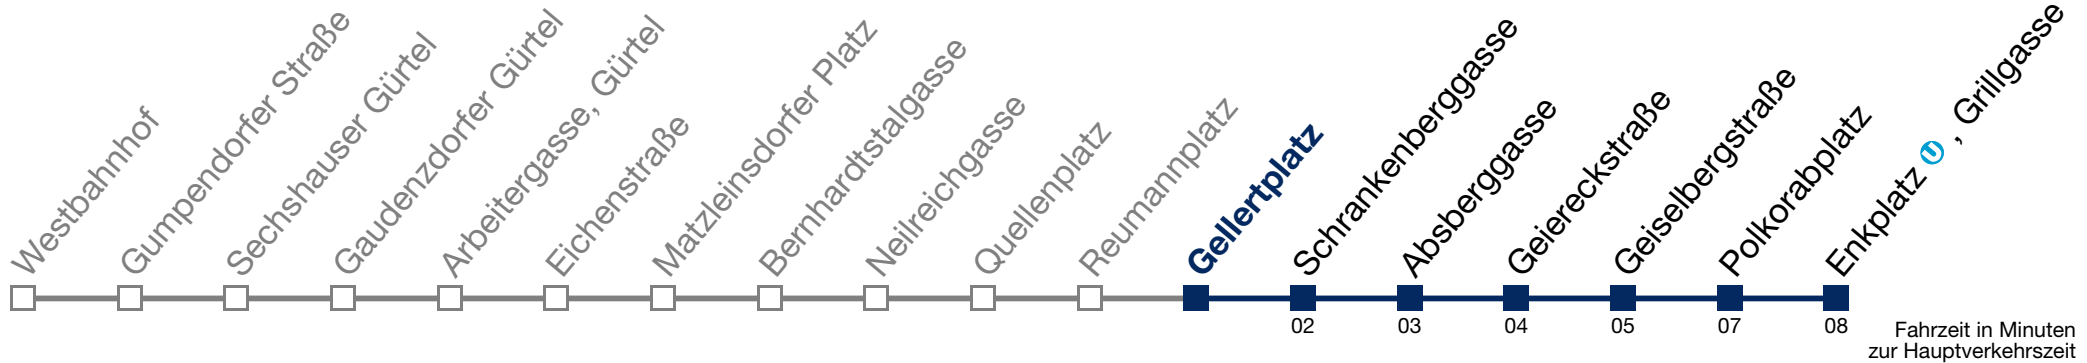 Westbahnhof
Gumpendorfer Straße
Sechshauser Gürtel
Gaudenzdorfer Gürtel
Arbeitergasse, Gürtel
Eichenstraße
Matzleinsdorfer Platz
Bernhardtstalgasse
Neilreichgasse
Quellenplatz
Reumannplatz
Gellertplatz
Schrankenberggasse
Absberggasse
Geiereckstraße
Geiselbergstraße
Polkorabplatz
Enkplatz U , Grillgasse
02 03 04 05 07 08
Fahrzeit in Minuten
zur Hauptverkehrszeit